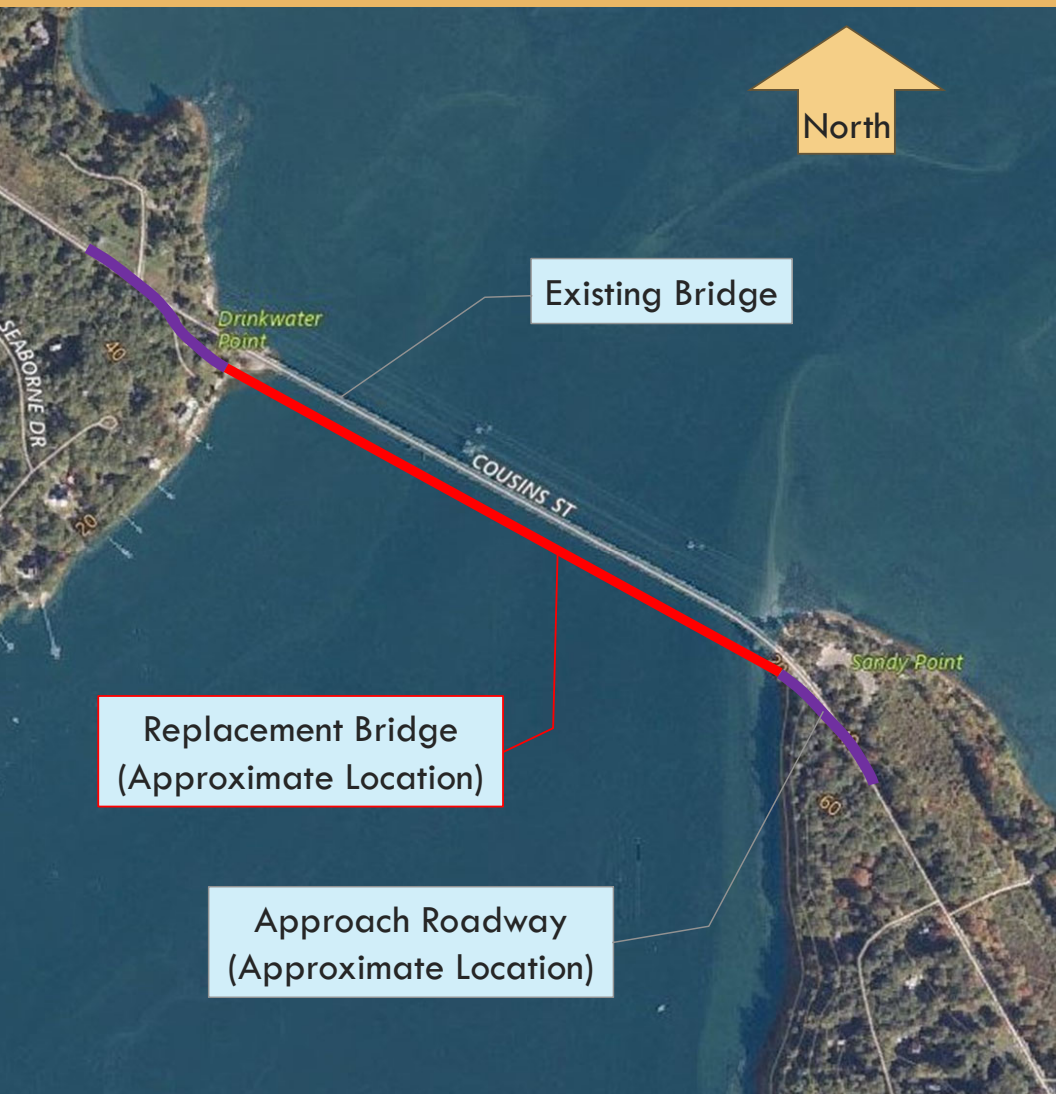 North
Existing Bridge
Drinkwater
Point
SEABORNE DR
40
COUSINS ST
20
Sandy Point
Replacement Bridge
(Approximate Location)
60
Approach Roadway
(Approximate Location)